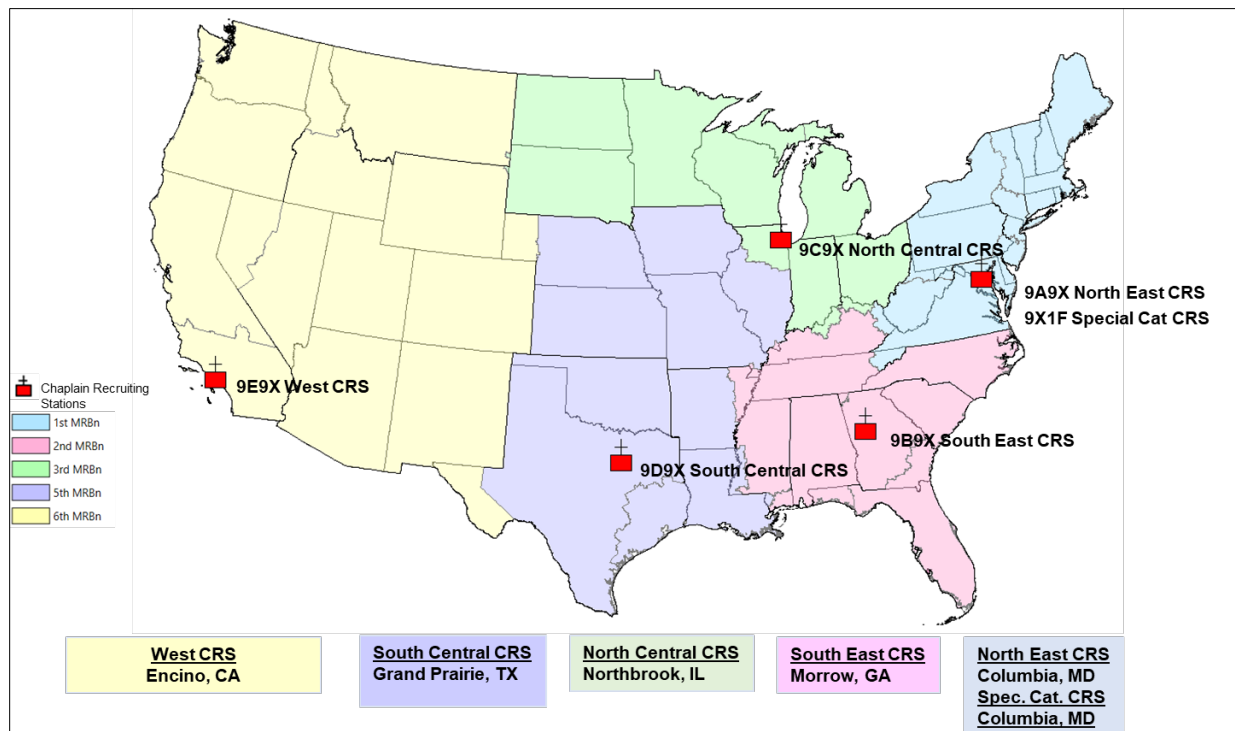 9C9X North Central CRS
9A9X North East CRS
9X1F Special Cat CRS
9E9X West CRS
9B9X South East CRS
9D9X South Central CRS
Chaplain Recruiting
Stations
1st MRBn
2nd MRBn
3rd MRBn
5th MRBn
6th MRBn
West CRS
Encino, CA
South Central CRS
Grand Prairie, TX
North Central CRS
Northbrook, IL
South East CRS
Morrow, GA
North East CRS
Columbia, MD
Spec. Cat. CRS
Columbia, MD